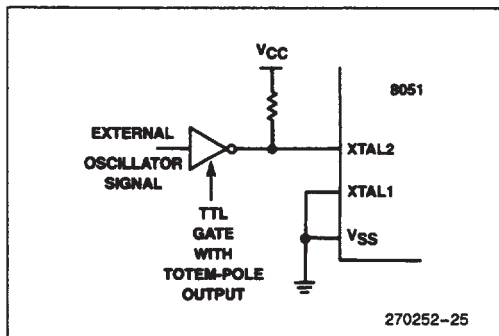 VCC
8051
EXTERNAL
OSCILLATOR
SIGNAL
XTAL2
XTAL1
TTL
GATE
WITH
TOTEM-POLE
OUTPUT
VSS
270252-25